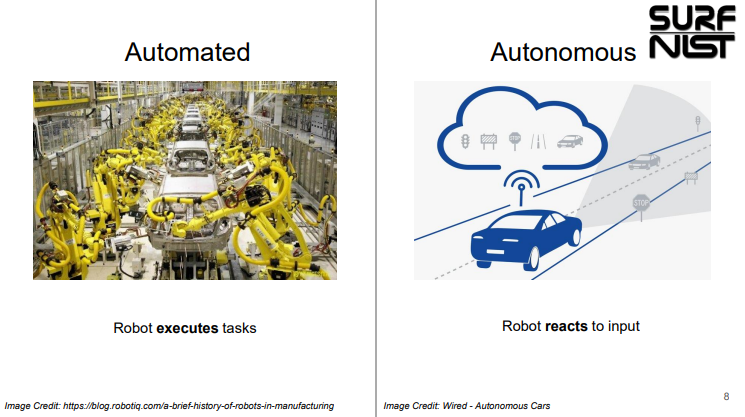 SURF
NIST
Automated
Autonomous
STOP
STOP
Robot executes tasks
Robot reacts to input
8
Image Credit: https://blog.robotiq.com/a-brief-history-of-robots-in-manufacturing
Image Credit: Wired - Autonomous Cars